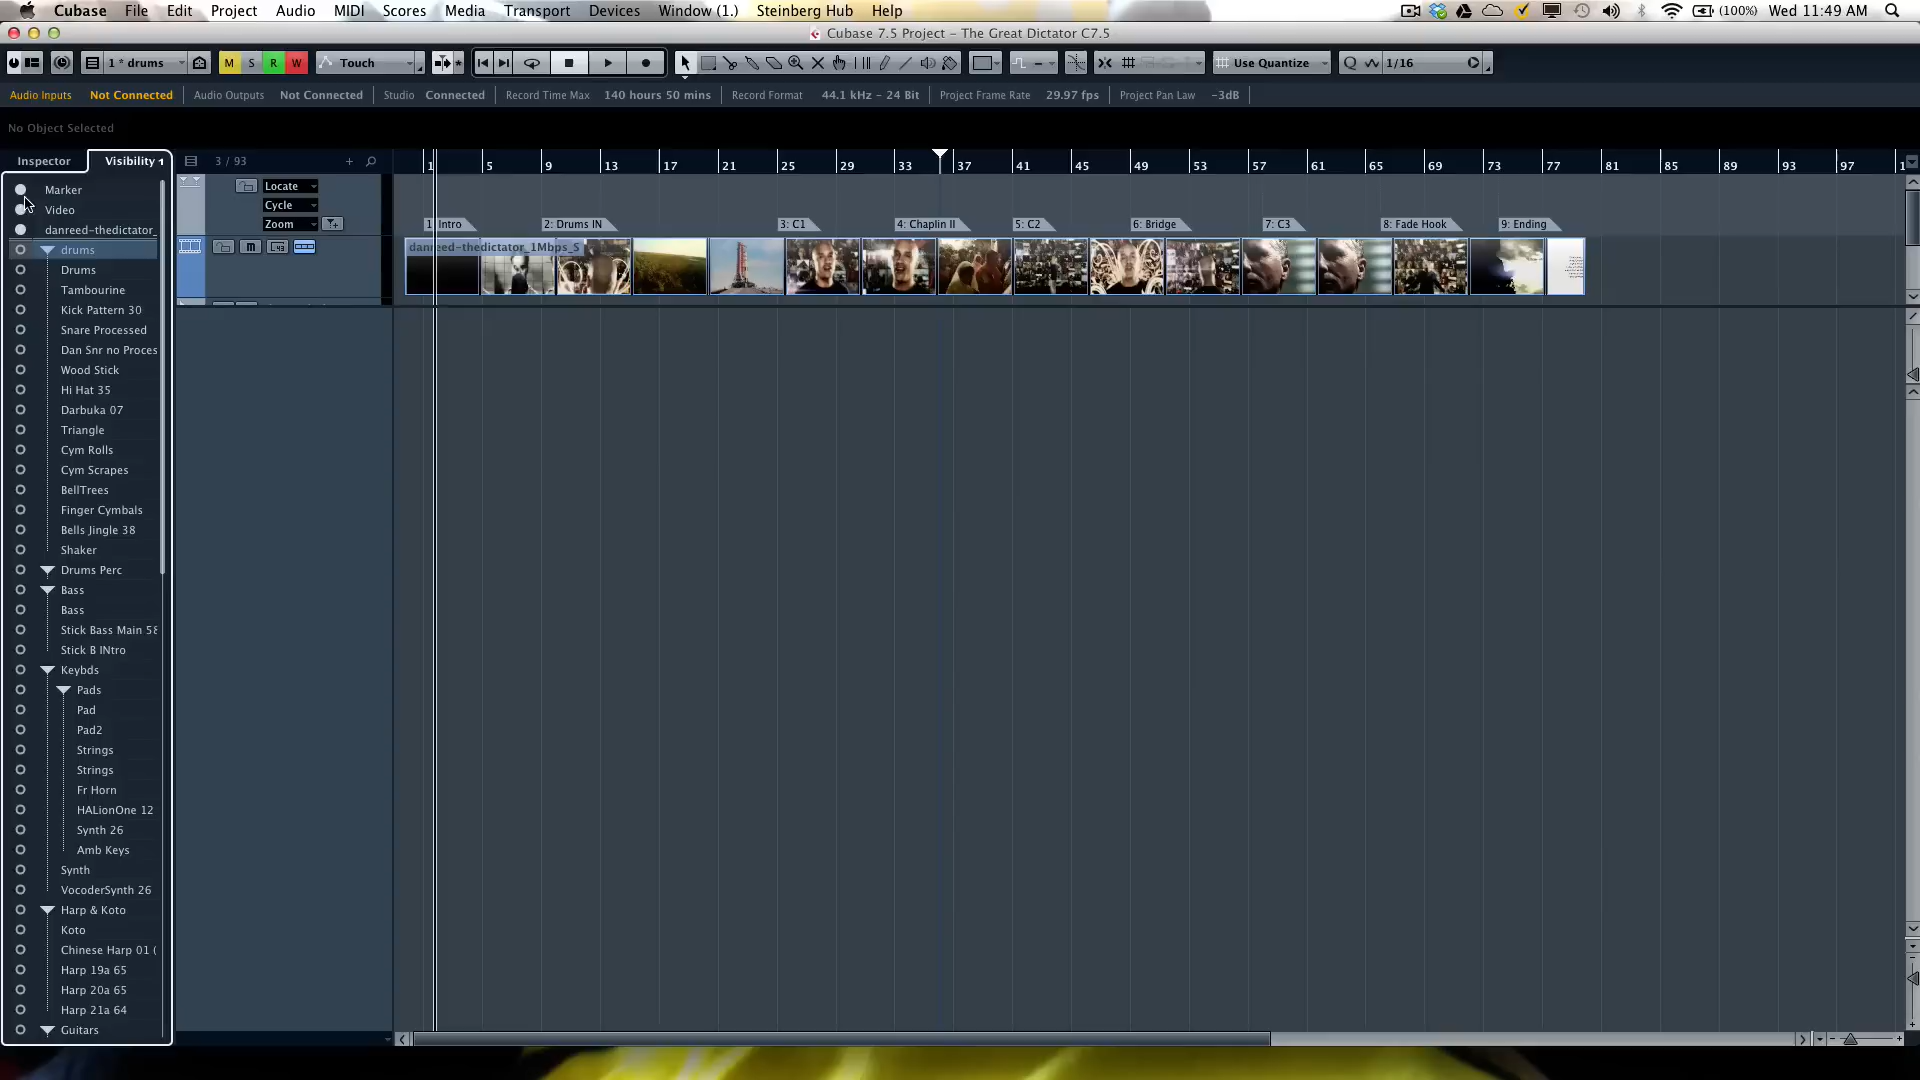 Cubase File Edit Project Audio MIDI Scores Media Transport Devices Window (1.) Steinberg Hub Help (100%) Wed 11:49 AM
Cubase 7.5 Project - The Great Dictator C7.5
1 * drums M S R W Touch Use Quantize Q 1/16
Audio Inputs Not Connected Audio Outputs Not Connected Studio Connected Record Time Max 140 hours 50 mins Record Format 44.1 kHz - 24 Bit Project Frame Rate 29.97 fps Project Pan Law -3dB
No Object Selected
Inspector Visibility 3 / 93 + 1 5 9 13 17 21 25 29 33 37 41 45 49 53 57 61 65 69 73 77 81 85 89 93 97 1
Marker Locate
Video Cycle
danreed-thedictator_ Zoom 1: Intro 2: Drums IN 3: C1 4: Chaplin II 5: C2 6: Bridge 7: C3 8: Fade Hook 9: Ending
drums m danreed-thedictator_1Mbps_S
Drums
Tambourine
Kick Pattern 30
Snare Processed
Dan Snr no Proces
Wood Stick
Hi Hat 35
Darbuka 07
Triangle
Cym Rolls
Cym Scrapes
BellTrees
Finger Cymbals
Bells Jingle 38
Shaker
Drums Perc
Bass
Bass
Stick Bass Main 58
Stick B INtro
Keybds
Pads
Pad
Pad2
Strings
Strings
Fr Horn
HALionOne 12
Synth 26
Amb Keys
Synth
VocoderSynth 26
Harp & Koto
Koto
Chinese Harp 01 (
Harp 19a 65
Harp 20a 65
Harp 21a 64
Guitars